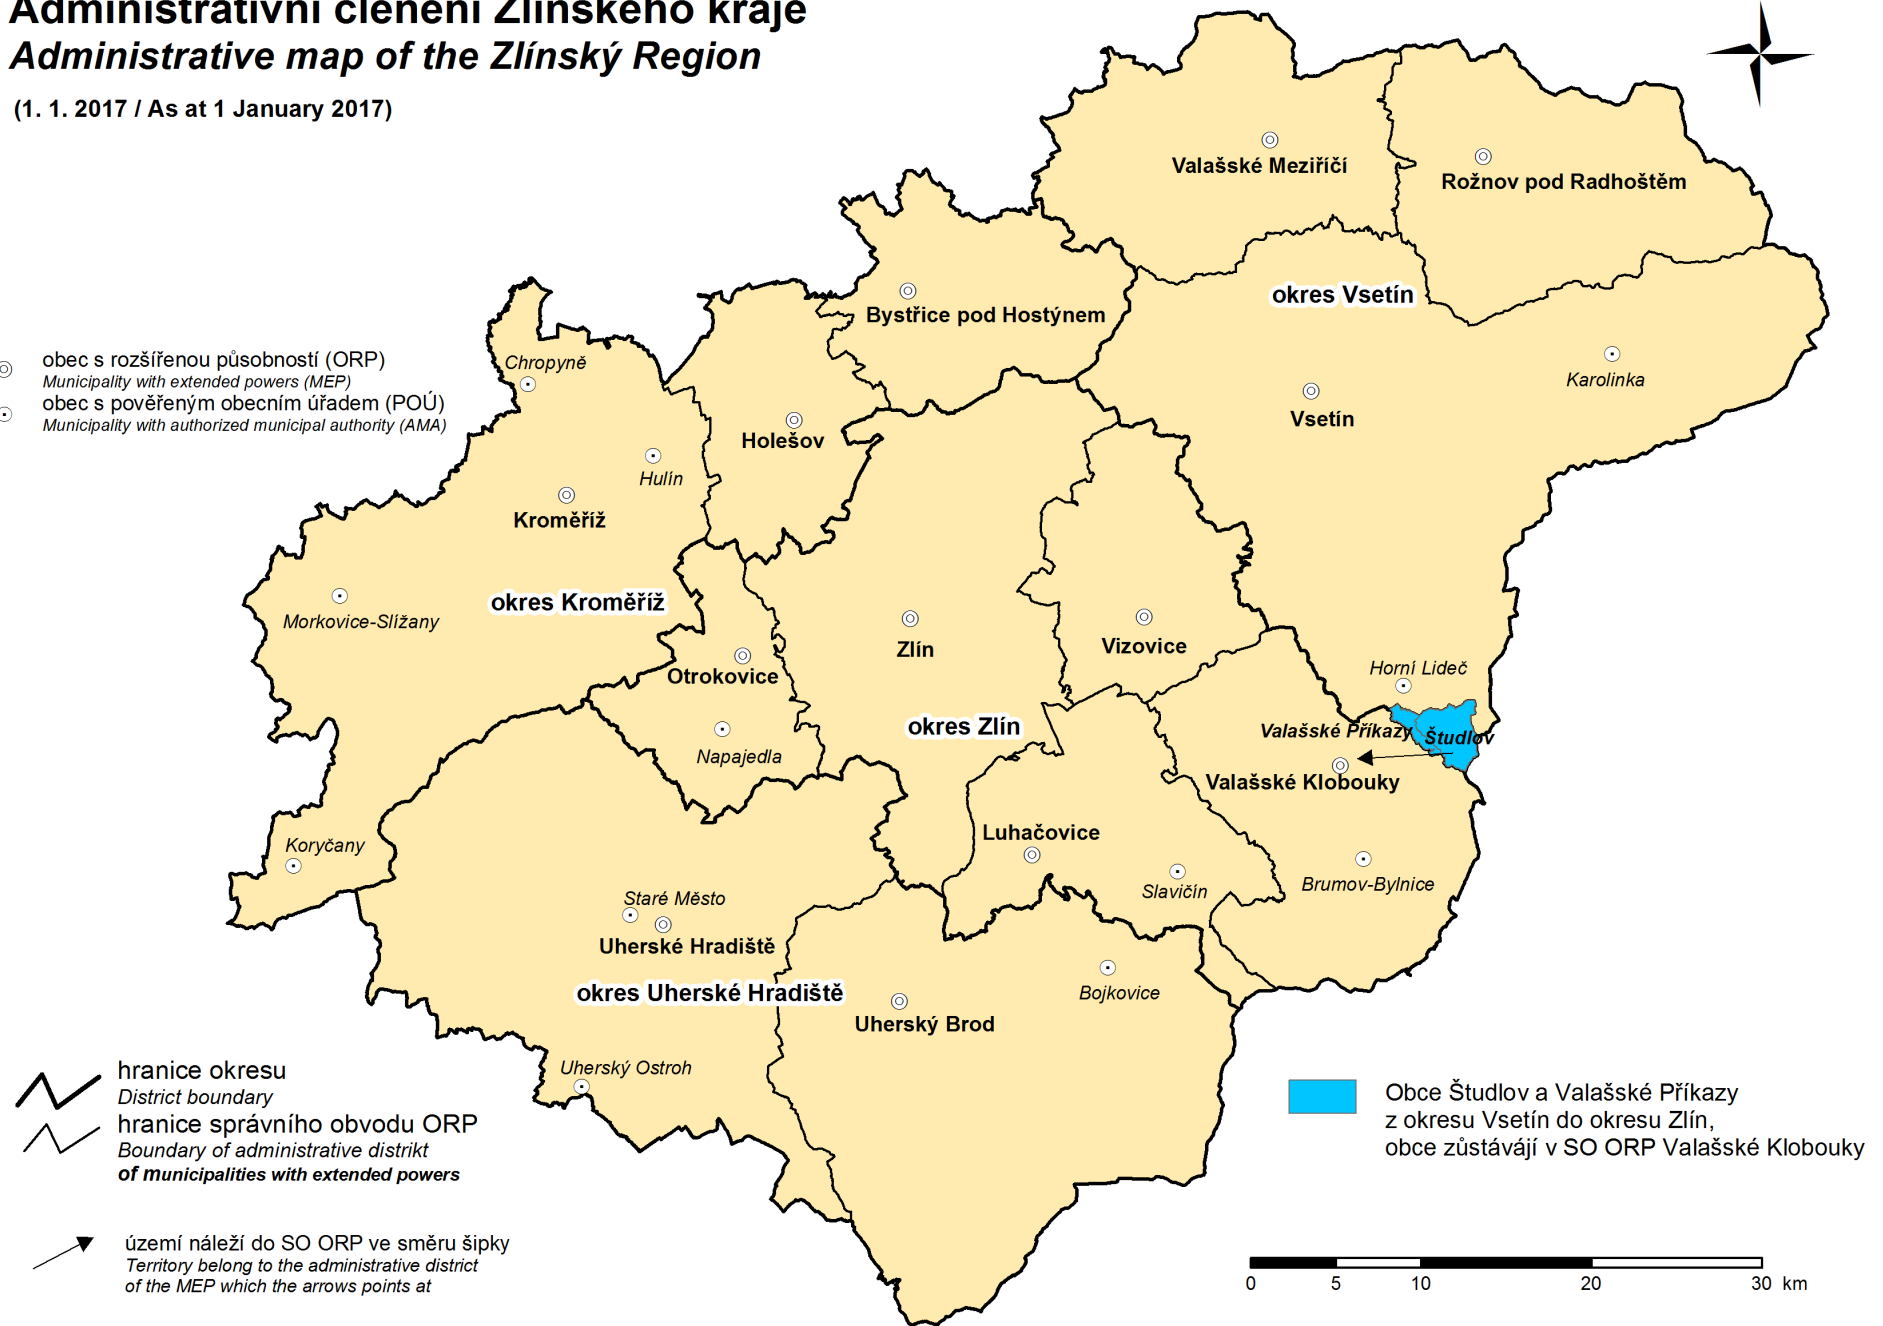 Administrativní členění Zlínského kraje
Administrative map of the Zlínský Region
(1. 1. 2017 / As at 1 January 2017)
Valašské Meziříčí
Rožnov pod Radhoštěm
okres Vsetín
Bystřice pod Hostýnem
obec s rozšířenou působností (ORP)
Municipality with extended powers (MEP)
obec s pověřeným obecním úřadem (POÚ)
Municipality with authorized municipal authority (AMA)
Chropyně
Karolinka
Vsetín
Holešov
Hulín
Kroměříž
okres Kroměříž
Morkovice-Slížany
Zlín
Vizovice
Otrokovice
Horní Lideč
okres Zlín
Valašské Příkazy
Študlov
Napajedla
Valašské Klobouky
Luhačovice
Koryčany
Slavičín
Brumov-Bylnice
Staré Město
Uherské Hradiště
okres Uherské Hradiště
Bojkovice
Uherský Brod
Uherský Ostroh
hranice okresu
District boundary
hranice správního obvodu ORP
Boundary of administrative distrikt
of municipalities with extended powers
území náleží do SO ORP ve směru šipky
Territory belong to the administrative district
of the MEP which the arrows points at
Obce Študlov a Valašské Příkazy
z okresu Vsetín do okresu Zlín,
obce zůstávájí v SO ORP Valašské Klobouky
0 5 10 20 30 km